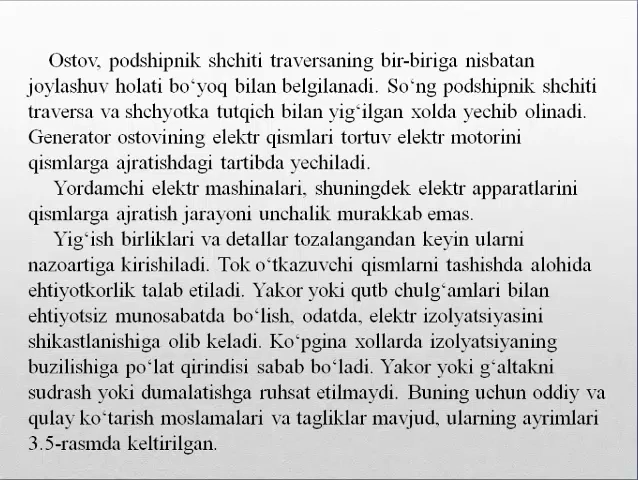 Ostov, podshipnik shchiti traversaning bir-biriga nisbatan
joylashuv holati bo‘yoq bilan belgilanadi. So‘ng podshipnik shchiti
traversa va shchyotka tutqich bilan yig‘ilgan xolda yechib olinadi.
Generator ostovining elektr qismlari tortuv elektr motorini
qismlarga ajratishdagi tartibda yechiladi.
Yordamchi elektr mashinalari, shuningdek elektr apparatlarini
qismlarga ajratish jarayoni unchalik murakkab emas.
Yig‘ish birliklari va detallar tozalangandan keyin ularni
nazoartiga kirishiladi. Tok o‘tkazuvchi qismlarni tashishda alohida
ehtiyotkorlik talab etiladi. Yakor yoki qutb chulg‘amlari bilan
ehtiyotsiz munosabatda bo‘lish, odatda, elektr izolyatsiyasini
shikastlanishiga olib keladi. Ko‘pgina xollarda izolyatsiyaning
buzilishiga po‘lat qirindisi sabab bo‘ladi. Yakor yoki g‘altakni
sudrash yoki dumalatishga ruhsat etilmaydi. Buning uchun oddiy va
qulay ko‘tarish moslamalari va tagliklar mavjud, ularning ayrimlari
3.5-rasmda keltirilgan.